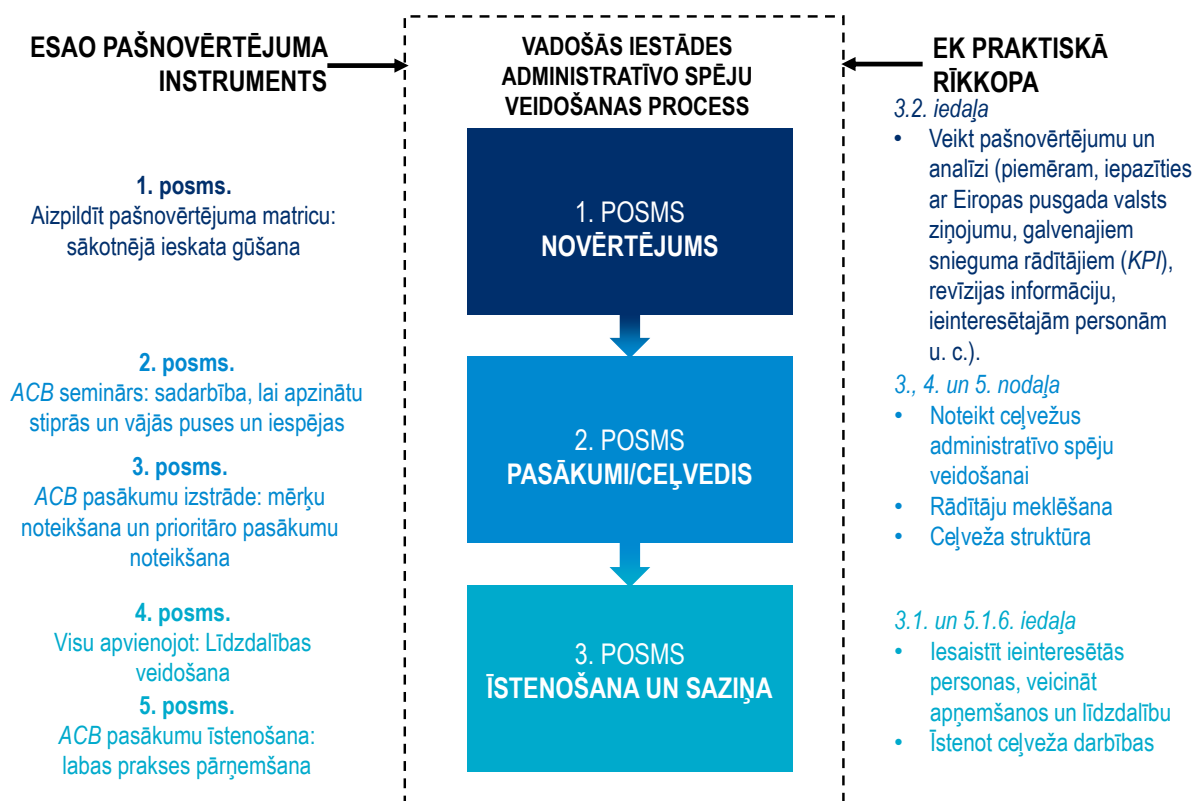 ESAO PAŠNOVĒRTĒJUMA
INSTRUMENTS
1. posms.
Aizpildīt pašnovērtējuma matricu:
sākotnējā ieskata gūšana
2. posms.
ACB seminārs: sadarbība, lai apzinātu
stiprās un vājās puses un iespējas
3. posms.
ACB pasākumu izstrāde: mērķu
noteikšana un prioritāro pasākumu
noteikšana
4. posms.
Visu apvienojot: Līdzdalības
veidošana
5. posms.
ACB pasākumu īstenošana:
labas prakses pārņemšana
VADOŠĀS IESTĀDES
ADMINISTRATĪVO SPĒJU
VEIDOŠANAS PROCESS
1. POSMS
NOVĒRTĒJUMS
2. POSMS
PASĀKUMI/CEĻVEDIS
3. POSMS
ĪSTENOŠANA UN SAZIŅA
EK PRAKTISKĀ
RĪKKOPA
3.2. iedaļa
• Veikt pašnovērtējumu un
analīzi (piemēram, iepazīties
ar Eiropas pusgada valsts
ziņojumu, galvenajiem
snieguma rādītājiem (KPI),
revīzijas informāciju,
ieinteresētajām personām
u. c.).
3., 4. un 5. nodaļa
• Noteikt ceļvežus
administratīvo spēju
veidošanai
• Rādītāju meklēšana
• Ceļveža struktūra
3.1. un 5.1.6. iedaļa
• Iesaistīt ieinteresētās
personas, veicināt
apņemšanos un līdzdalību
• Īstenot ceļveža darbības